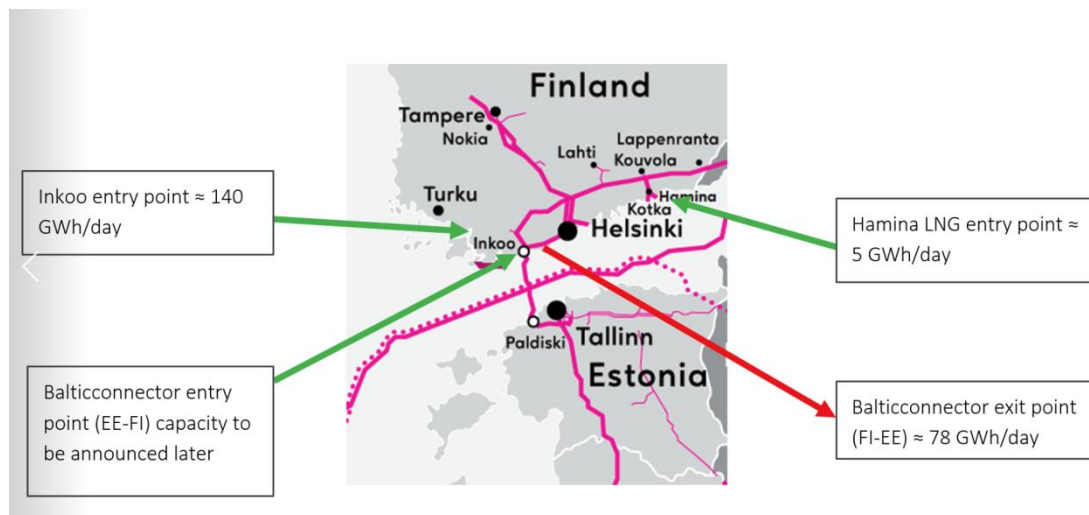 Finland
Tampere
Nokia
Lahti
Lappenranta
Kouvola
Turku
Hamina
Kotka
Helsinki
Inkoo
Paldiski
Tallinn
Estonia
Inkoo entry point ≈ 140
GWh/day
Hamina LNG entry point ≈
5 GWh/day
Balticconnector entry
point (EE-FI) capacity to
be announced later
Balticconnector exit point
(FI-EE) ≈ 78 GWh/day